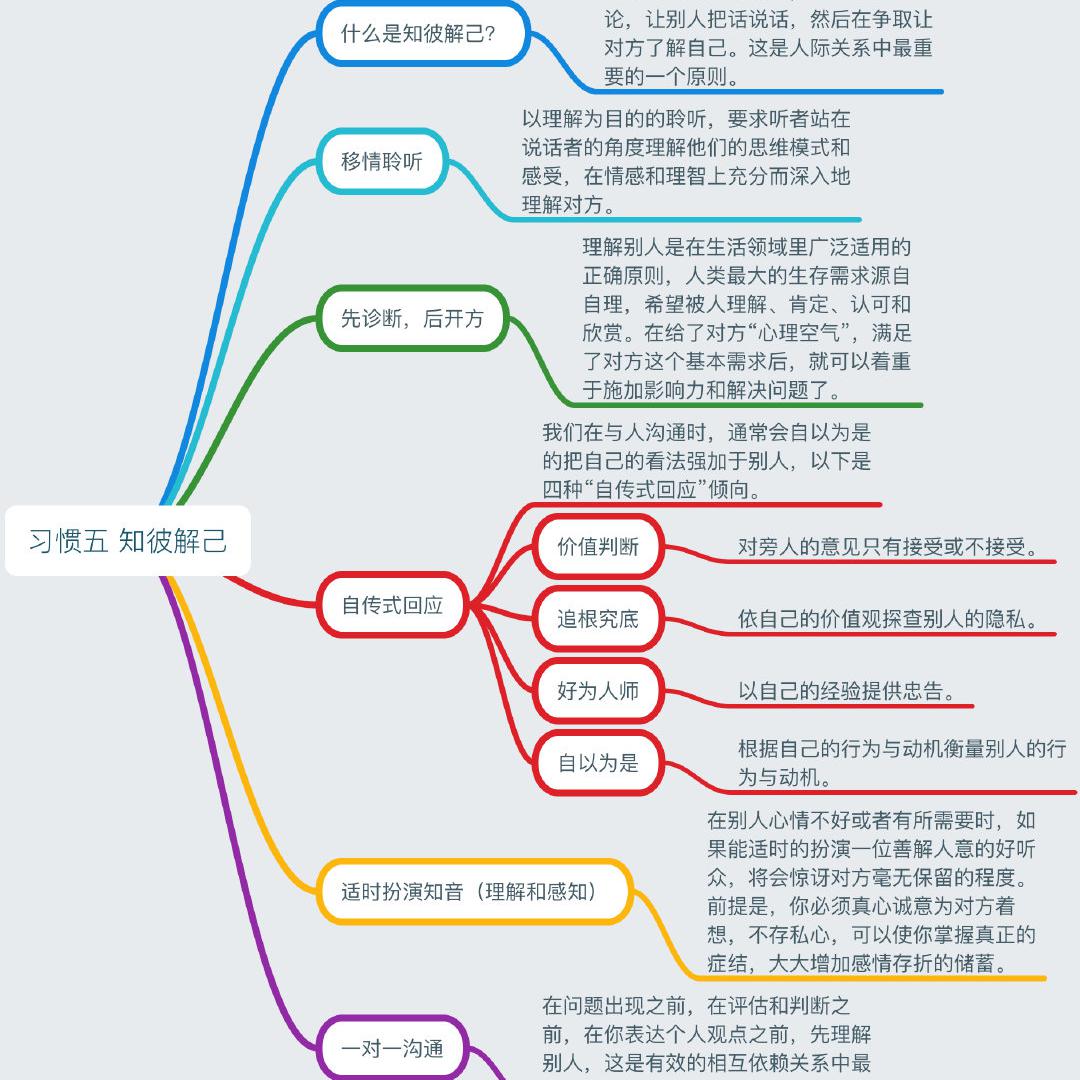 什么是知彼解己？
论，让别人把话说话，然后在争取让
对方了解自己。这是人际关系中最重
要的一个原则。
移情聆听
以理解为目的的聆听，要求听者站在
说话者的角度理解他们的思维模式和
感受，在情感和理智上充分而深入地
理解对方。
先诊断，后开方
理解别人是在生活领域里广泛适用的
正确原则，人类最大的生存需求源自
自理，希望被人理解、肯定、认可和
欣赏。在给了对方“心理空气”，满足
了对方这个基本需求后，就可以着重
于施加影响力和解决问题了。
习惯五 知彼解己
自传式回应
我们在与人沟通时，通常会自以为是
的把自己的看法强加于别人，以下是
四种“自传式回应”倾向。
价值判断
对旁人的意见只有接受或不接受。
追根究底
依自己的价值观探查别人的隐私。
好为人师
以自己的经验提供忠告。
自以为是
根据自己的行为与动机衡量别人的行
为与动机。
适时扮演知音（理解和感知）
在别人心情不好或者有所需要时，如
果能适时的扮演一位善解人意的好听
众，将会惊讶对方毫无保留的程度。
前提是，你必须真心诚意为对方着
想，不存私心，可以使你掌握真正的
症结，大大增加感情存折的储蓄。
一对一沟通
在问题出现之前，在评估和判断之
前，在你表达个人观点之前，先理解
别人，这是有效的相互依赖关系中最